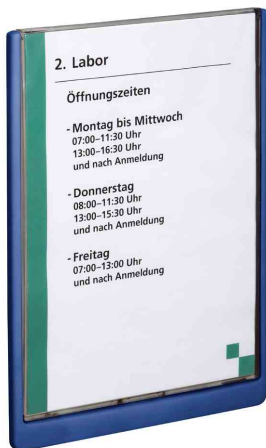 2. Labor
Öffnungszeiten
- Montag bis Mittwoch
07:00–11:30 Uhr
13:00–16:30 Uhr
und nach Anmeldung
- Donnerstag
08:00–11:30 Uhr
13:00–15:30 Uhr
und nach Anmeldung
- Freitag
07:00–13:00 Uhr
und nach Anmeldung